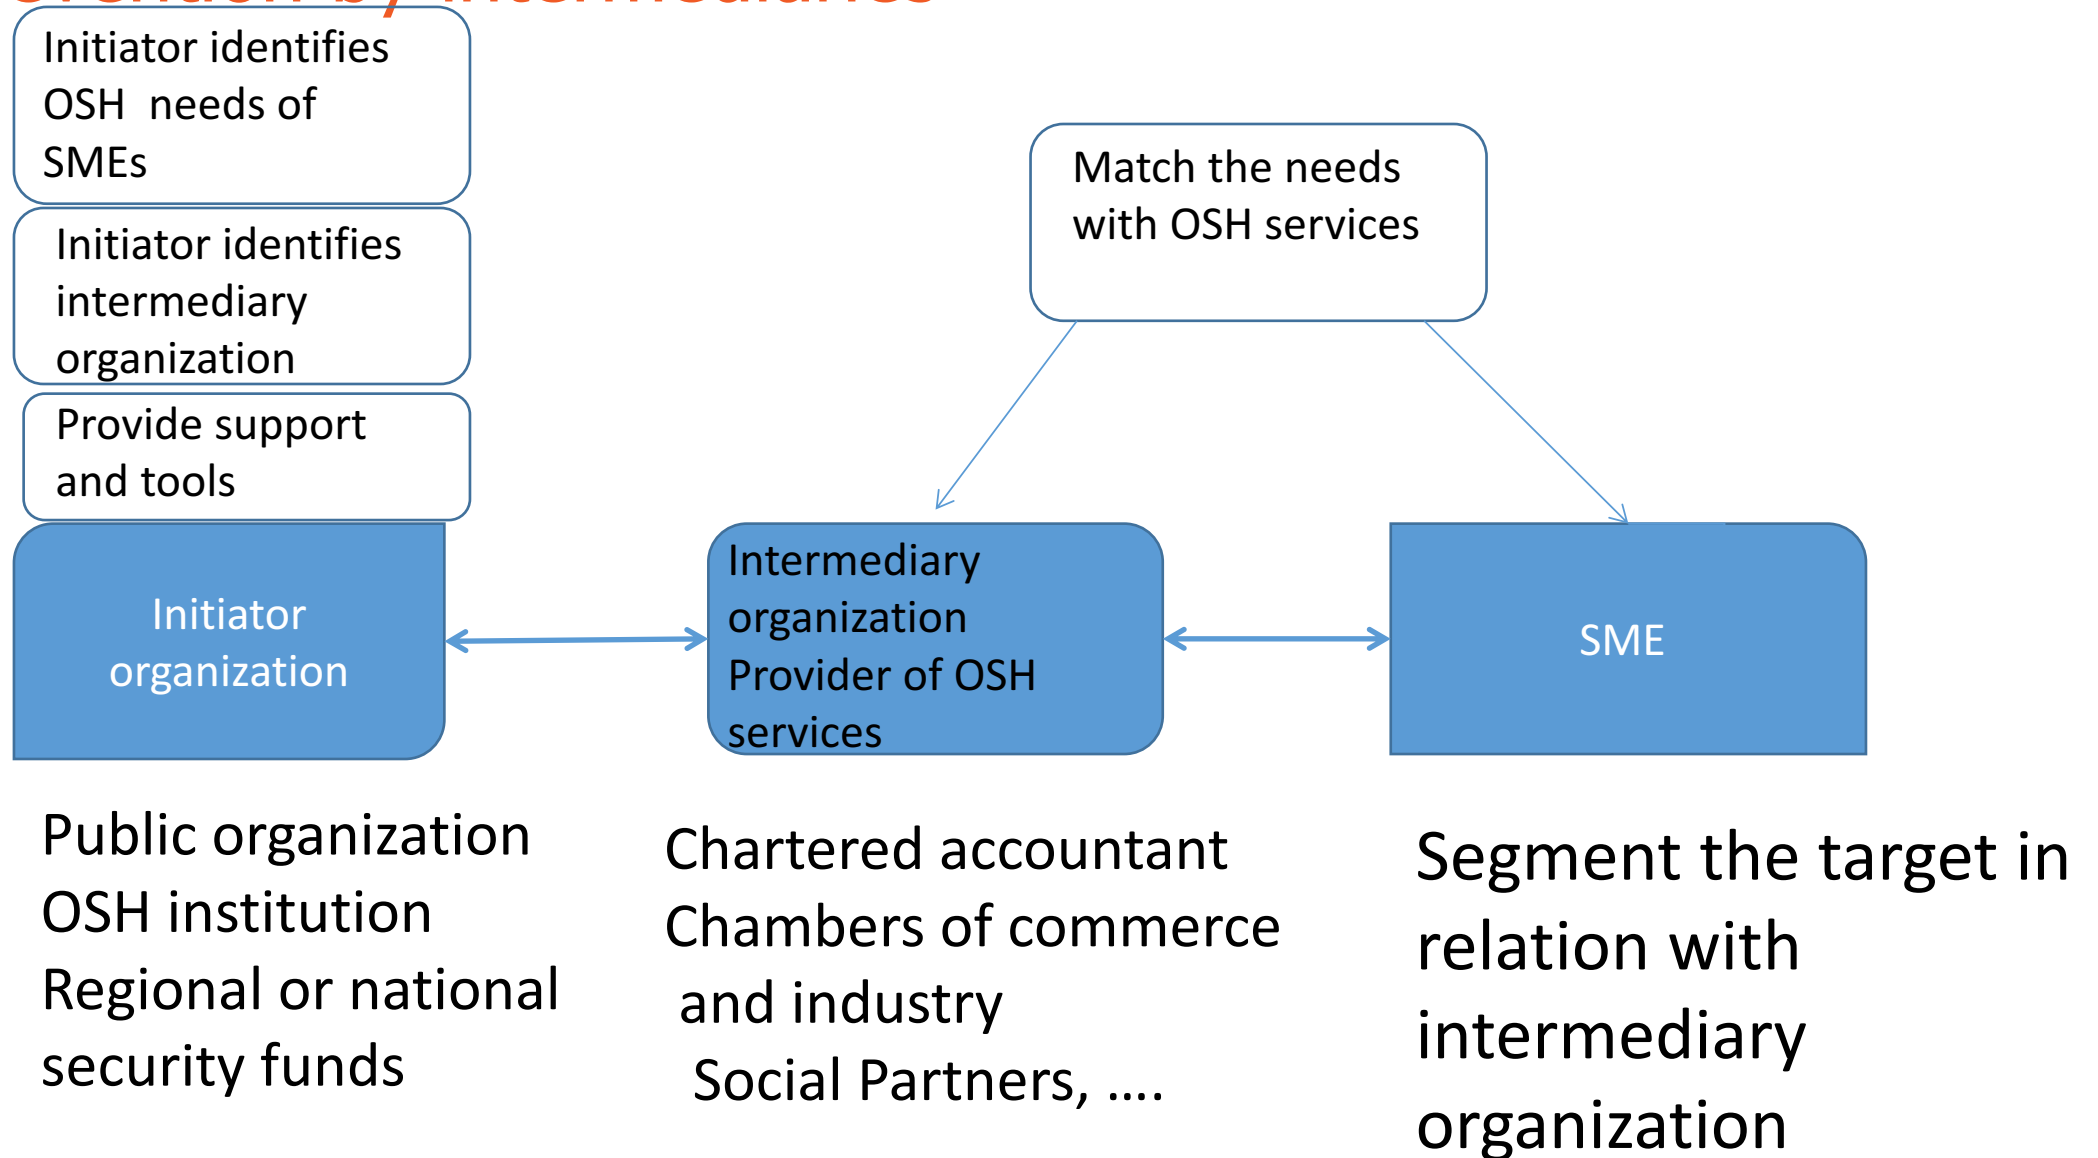 by intermediaries
Initiator identifies
OSH needs of
SMEs
Initiator identifies
intermediary
organization
Provide support
and tools
Match the needs
with OSH services
Initiator
organization
Intermediary
organization
Provider of OSH
services
SME
Public organization
OSH institution
Regional or national
security funds
Chartered accountant
Chambers of commerce
and industry
Social Partners, ....
Segment the target in
relation with
intermediary
organization